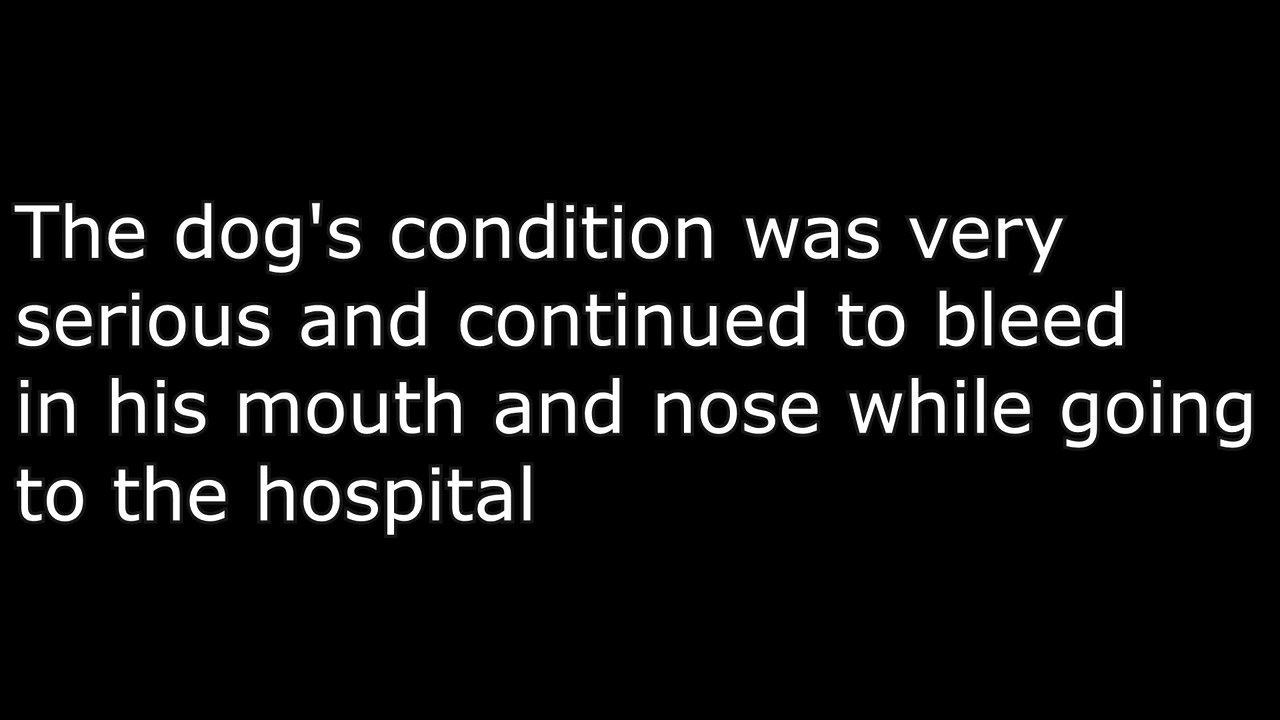 The dog's condition was very
serious and continued to bleed
in his mouth and nose while going
to the hospital